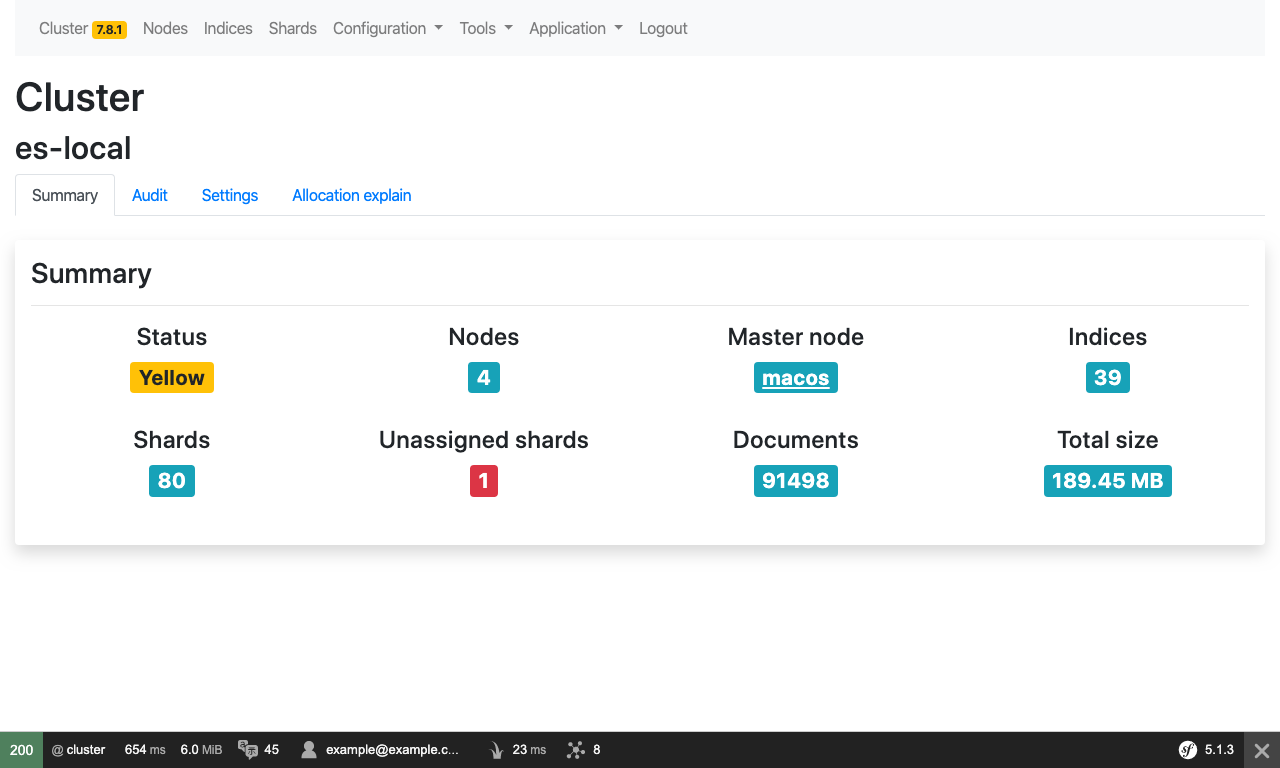 Cluster 7.8.1 Nodes Indices Shards Configuration Tools Application Logout
Cluster
es-local
Summary Audit Settings Allocation explain
Summary
Status Nodes Master node Indices
Yellow 4 macos 39
Shards Unassigned shards Documents Total size
80 1 91498 189.45 MB
200 @ cluster 654 ms 6.0 MiB 45 example@example.c... 23 ms 8 sf 5.1.3